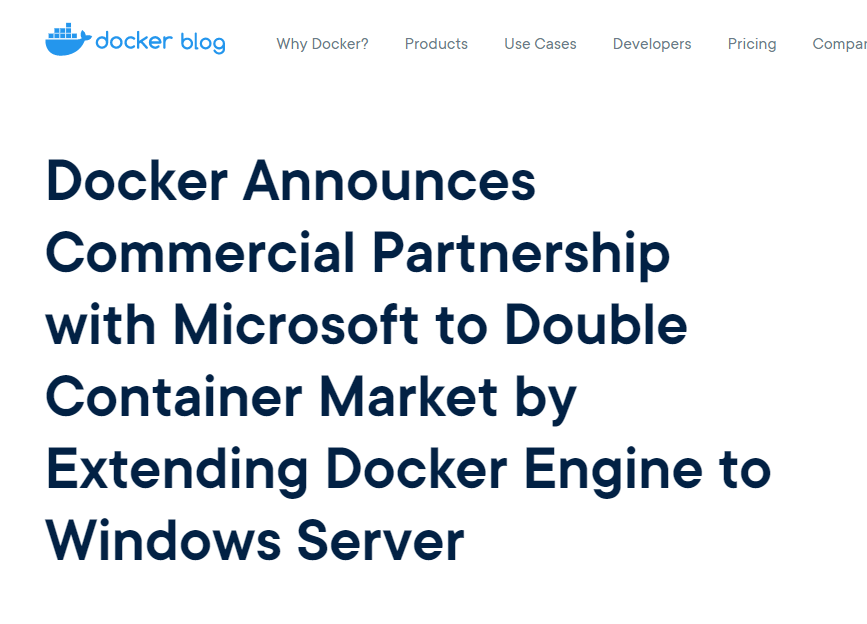 docker blog
Why Docker?
Products
Use Cases
Developers
Pricing
Compar
Docker Announces
Commercial Partnership
with Microsoft to Double
Container Market by
Extending Docker Engine to
Windows Server